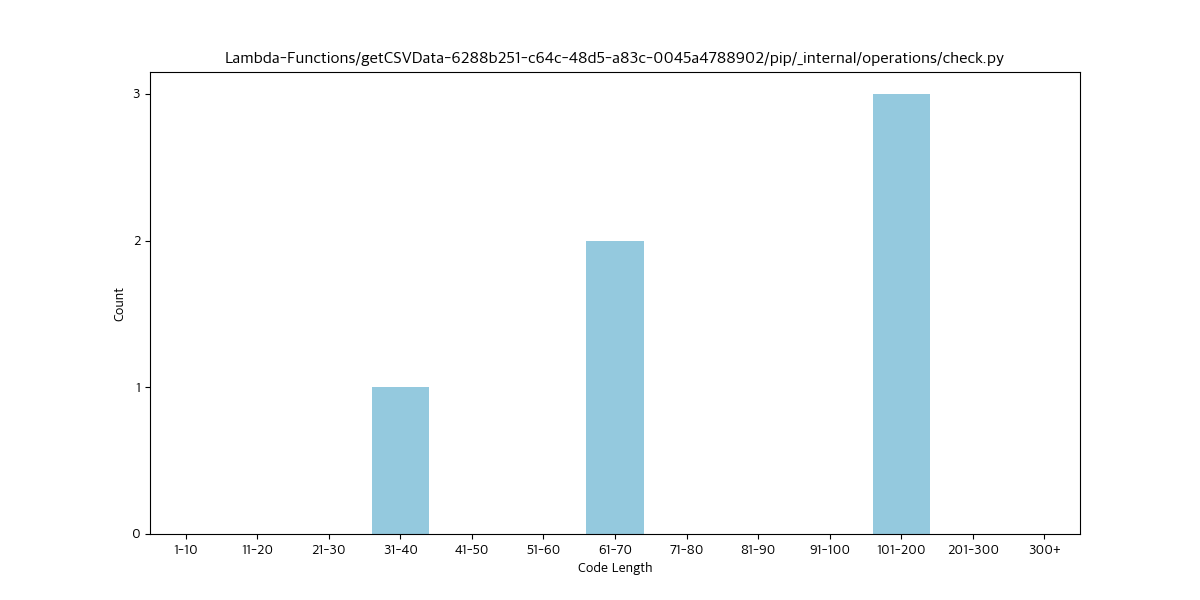 Lambda-Functions/getCSVData-6288b251-c64c-48d5-a83c-0045a4788902/pip/_internal/operations/check.py
3
2
1
0
Count
1-10 11-20 21-30 31-40 41-50 51-60 61-70 71-80 81-90 91-100 101-200 201-300 300+
Code Length